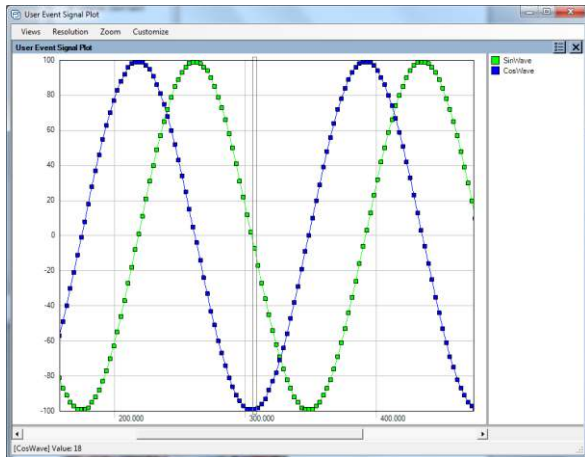 User Event Signal Plot
Views Resolution Zoom Customize
User Event Signal Plot
SinWave
CosWave
100
80
60
40
20
0
-20
-40
-60
-80
-100
200.000 300.000 400.000
[CosWave] Value: 18